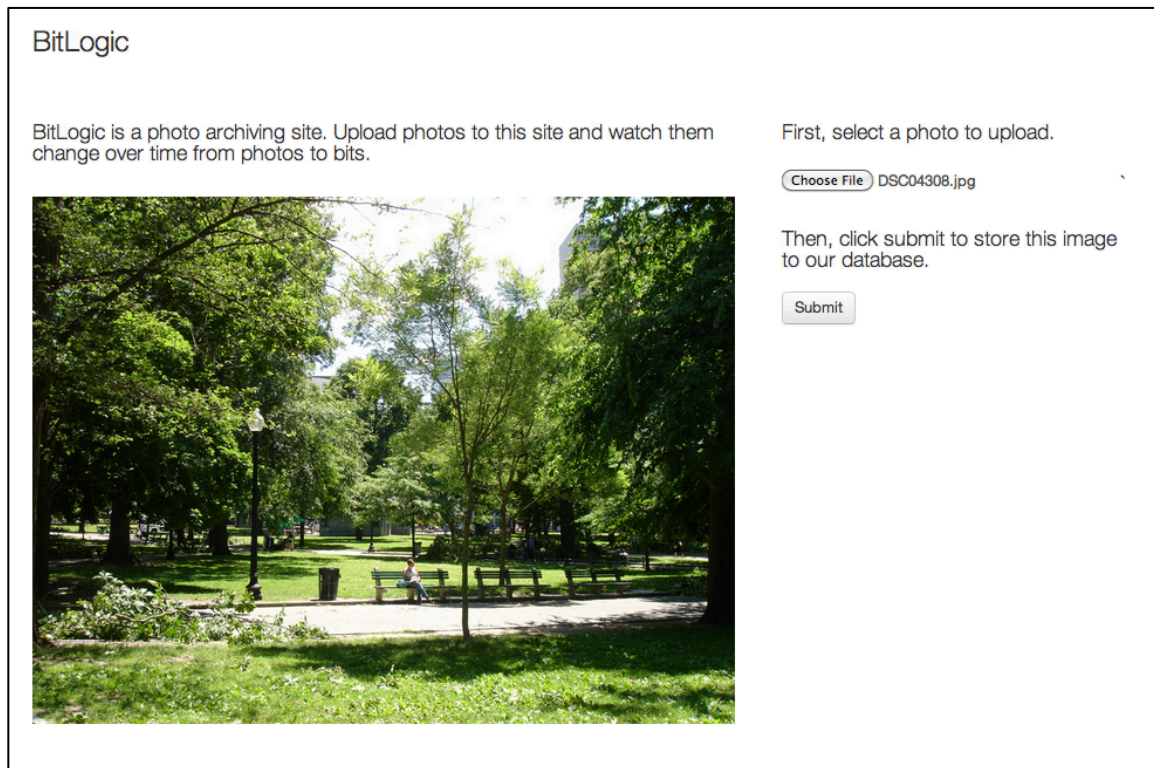 BitLogic
BitLogic is a photo archiving site. Upload photos to this site and watch them
change over time from photos to bits.
First, select a photo to upload.
Choose File DSC04308.jpg `
Then, click submit to store this image
to our database.
Submit